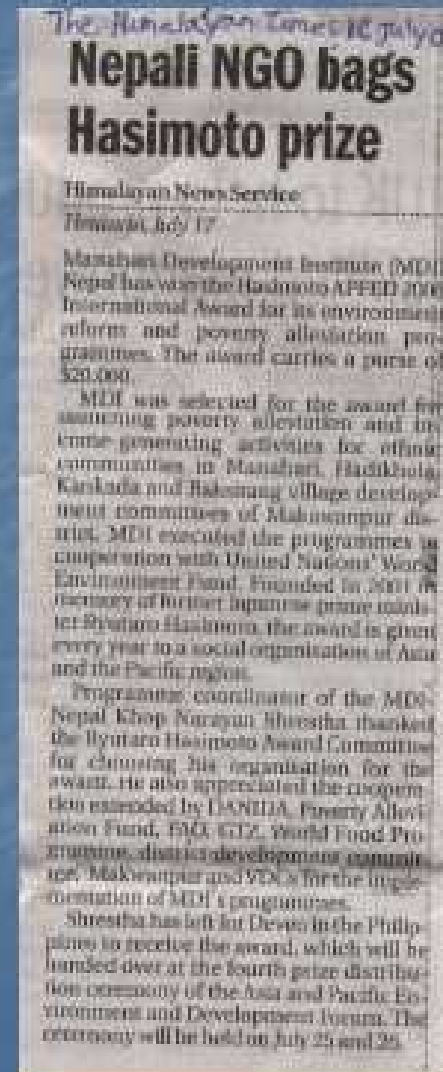 The Himalayan Times 18 July
Nepali NGO bags
Hasimoto prize
Himalayan News Service
July 17
Manahari Development Institute (MDI)
Nepal has won the Hashimoto APFED
International Award for its environment
reform and poverty alleviation pro-
grammes. The award carries a purse of
$20,000.
MDI was selected for the award for
launching poverty alleviation and in-
come generating activities for ethnic
communities in Manahari, Hadikhola,
Kankada and Raksirang village develop-
ment committees of Makawanpur dis-
trict. MDI executed the programmes in
cooperation with United Nations' World
Environment Fund. Founded in 2001 in
memory of former Japanese prime minis-
ter Ryutaro Hasimoto, the award is given
every year to a social organisation of Asia
and the Pacific region.
Programme coordinator of the MDI-
Nepal Khop Narayan Shrestha thanked
the Ryutaro Hasimoto Award Committee
for choosing his organisation for the
award. He also appreciated the coopera-
tion extended by DANIDA, Poverty Allevi-
ation Fund, FAO, GTZ, World Food Pro-
gramme, district development commit-
tee, Makwanpur and VDCs for the imple-
mentation of MDI's programmes.
Shrestha has left for Deveo in the Philip-
pines to receive the award, which will be
handed over at the fourth prize distribu-
tion ceremony of the Asia and Pacific En-
vironment and Development Forum. The
ceremony will be held on July 25 and 26.